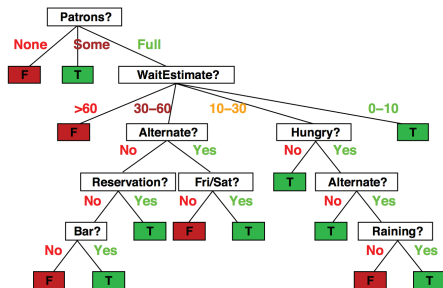 Patrons?
None Some Full
F T WaitEstimate?
>60 30–60 10–30 0–10
F Alternate? Hungry? T
No Yes No Yes
Reservation? Fri/Sat? T Alternate?
No Yes No Yes No Yes
Bar? T F T T Raining?
No Yes No Yes
F T F T